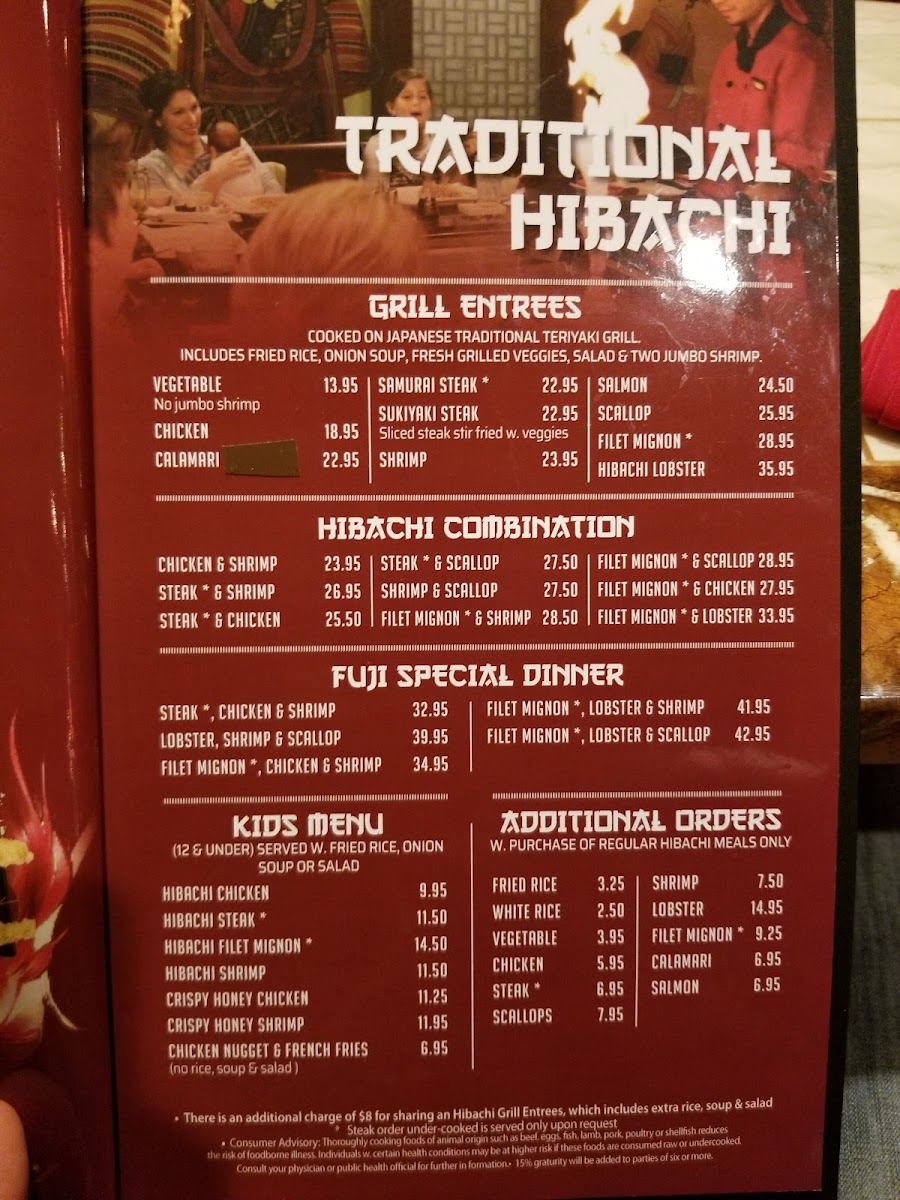 TRADITIONAL
HIBACHI
GRILL ENTREES
COOKED ON JAPANESE TRADITIONAL TERIYAKI GRILL.
INCLUDES FRIED RICE, ONION SOUP, FRESH GRILLED VEGGIES, SALAD & TWO JUMBO SHRIMP.
VEGETABLE 13.95
No jumbo shrimp
CHICKEN 18.95
CALAMARI 22.95
SAMURAI STEAK * 22.95
SUKIYAKI STEAK 22.95
Sliced steak stir fried w. veggies
SHRIMP 23.95
SALMON 24.50
SCALLOP 25.95
FILET MIGNON * 28.95
HIBACHI LOBSTER 35.95
HIBACHI COMBINATION
CHICKEN & SHRIMP 23.95
STEAK * & SHRIMP 26.95
STEAK * & CHICKEN 25.50
STEAK * & SCALLOP 27.50
SHRIMP & SCALLOP 27.50
FILET MIGNON * & SHRIMP 28.50
FILET MIGNON * & SCALLOP 28.95
FILET MIGNON * & CHICKEN 27.95
FILET MIGNON * & LOBSTER 33.95
FUJI SPECIAL DINNER
STEAK *, CHICKEN & SHRIMP 32.95
LOBSTER, SHRIMP & SCALLOP 39.95
FILET MIGNON *, CHICKEN & SHRIMP 34.95
FILET MIGNON *, LOBSTER & SHRIMP 41.95
FILET MIGNON *, LOBSTER & SCALLOP 42.95
KIDS MENU
(12 & UNDER) SERVED W. FRIED RICE, ONION
SOUP OR SALAD
HIBACHI CHICKEN 9.95
HIBACHI STEAK * 11.50
HIBACHI FILET MIGNON * 14.50
HIBACHI SHRIMP 11.50
CRISPY HONEY CHICKEN 11.25
CRISPY HONEY SHRIMP 11.95
CHICKEN NUGGET & FRENCH FRIES 6.95
(no rice, soup & salad )
ADDITIONAL ORDERS
W. PURCHASE OF REGULAR HIBACHI MEALS ONLY
FRIED RICE 3.25
WHITE RICE 2.50
VEGETABLE 3.95
CHICKEN 5.95
STEAK * 6.95
SCALLOPS 7.95
SHRIMP 7.50
LOBSTER 14.95
FILET MIGNON * 9.25
CALAMARI 6.95
SALMON 6.95
• There is an additional charge of $8 for sharing an Hibachi Grill Entrees, which includes extra rice, soup & salad
* Steak order under-cooked is served only upon request
• Consumer Advisory: Thoroughly cooking foods of animal origin such as beef, eggs, fish, lamb, pork, poultry or shellfish reduces
the risk of foodborne illness. Individuals w. certain health conditions may be at higher risk if these foods are consumed raw or undercooked.
Consult your physician or public health official for further in formation. • 15% graturity will be added to parties of six or more.